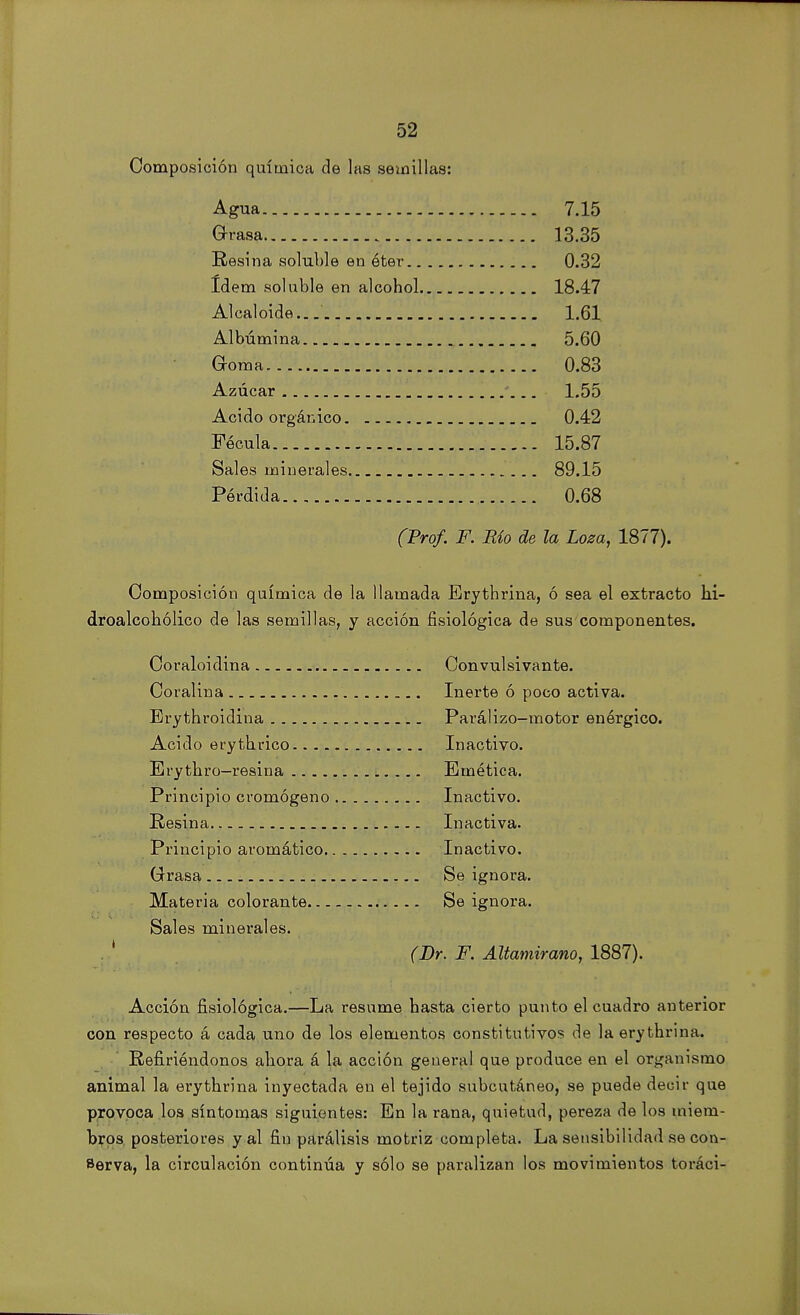 52
Composición química de las semillas:
Agua 7.15
Grasa 13.35
Resina soluble en éter 0.32
Ídem soluble en alcohol 18.47
Alcaloide 1.61
Albúmina 5.60
Goma 0.83
Azúcar 1.55
Acido orgánico 0.42
Fécula 15.87
Sales minerales 89.15
Pérdida 0.68
(Prof. F. Río de la Loza, 1877).
Composición química de la llamada Erythrina, ó sea el extracto hi-
droalcohólico de las semillas, y acción fisiológica de sus componentes.
Coraloidina Convulsivante.
Coralina Inerte ó poco activa.
Erythroidina Parálizo-motor enérgico.
Acido erythrico Inactivo.
Erythro-resina Emética.
Principio cromógeno Inactivo.
Resina Inactiva.
Principio aromático Inactivo.
Grasa Se ignora.
Materia colorante Se ignora.
Sales minerales.
(Dr. F. Altamirano, 1887).
Acción fisiológica.—La resume hasta cierto punto el cuadro anterior
con respecto á cada uno de los elementos constitutivos de la erythrina.
Refiriéndonos ahora á la acción general que produce en el organismo
animal la erythrina inyectada en el tejido subcutáneo, se puede decir que
provoca los síntomas siguientes: En la rana, quietud, pereza de los miem-
bros posteriores y al fin parálisis motriz completa. La sensibilidad se con-
serva, la circulación continúa y sólo se paralizan los movimientos toráci-